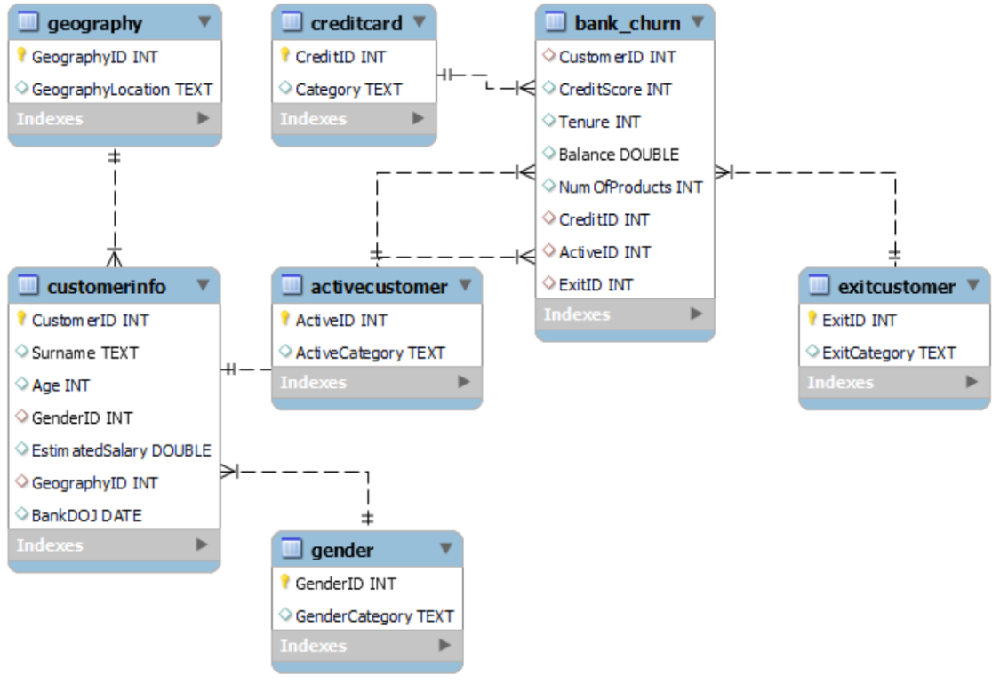 geography
GeographyID INT
GeographyLocation TEXT
Indexes
creditcard
CreditID INT
Category TEXT
Indexes
bank_churn
CustomerID INT
CreditScore INT
Tenure INT
Balance DOUBLE
NumOfProducts INT
CreditID INT
ActiveID INT
ExitID INT
Indexes
customerinfo
CustomerID INT
Surname TEXT
Age INT
GenderID INT
EstimatedSalary DOUBLE
GeographyID INT
BankDOJ DATE
Indexes
activecustomer
ActiveID INT
ActiveCategory TEXT
Indexes
exitcustomer
ExitID INT
ExitCategory TEXT
Indexes
gender
GenderID INT
GenderCategory TEXT
Indexes